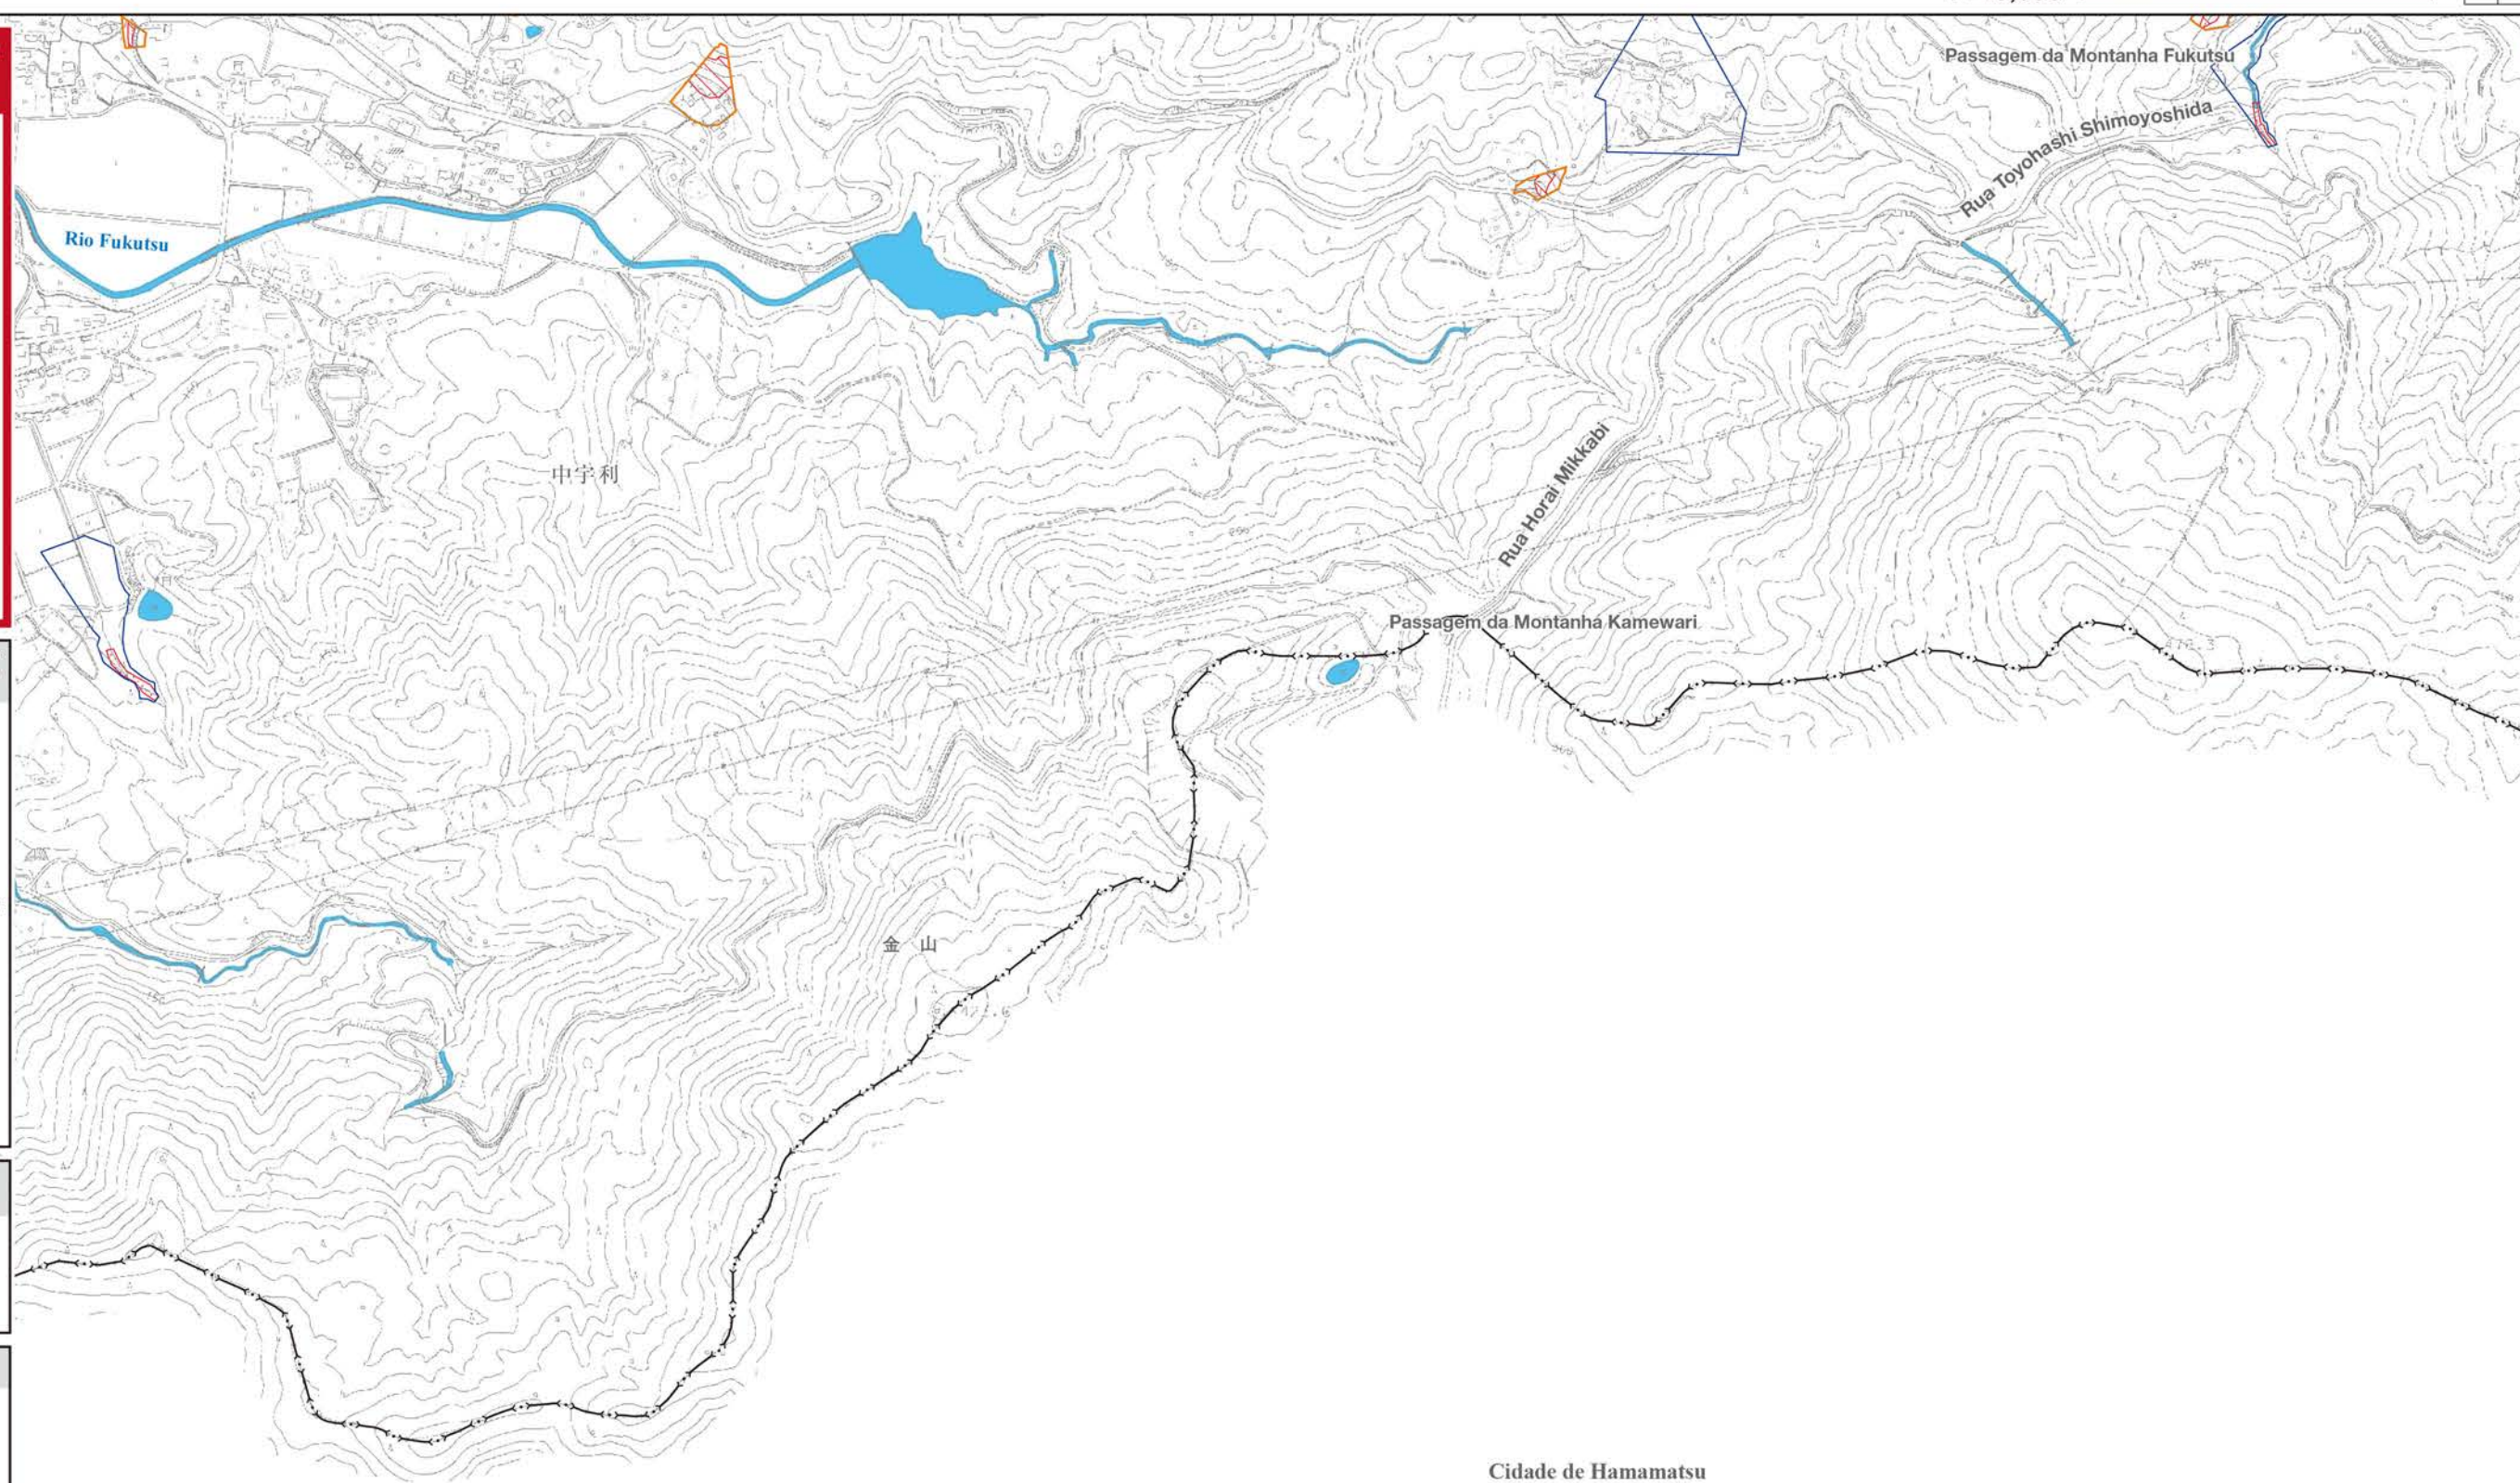 Passagem da Montanha Fukutsu
Rua Toyohashi Shimoyoshida
Rio Fukutsu
Rua Horai Mikkabi
中宇利
Passagem da Montanha Kamewari
金山
Cidade de Hamamatsu